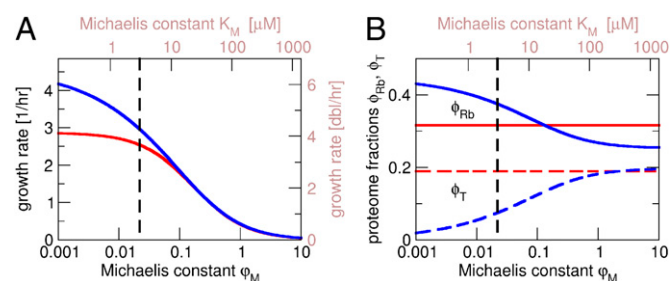 A
Michaelis constant K_M [μM]
1 10 100 1000
growth rate [1/hr]
4
3
2
1
0
6
4
2
0
growth rate [dbl/hr]
0.001 0.01 0.1 1 10
Michaelis constant φ_M
B
Michaelis constant K_M [μM]
1 10 100 1000
proteome fractions ϕ_Rb, ϕ_T
0.4
0.2
0
ϕ_Rb
ϕ_T
0.001 0.01 0.1 1 10
Michaelis constant φ_M